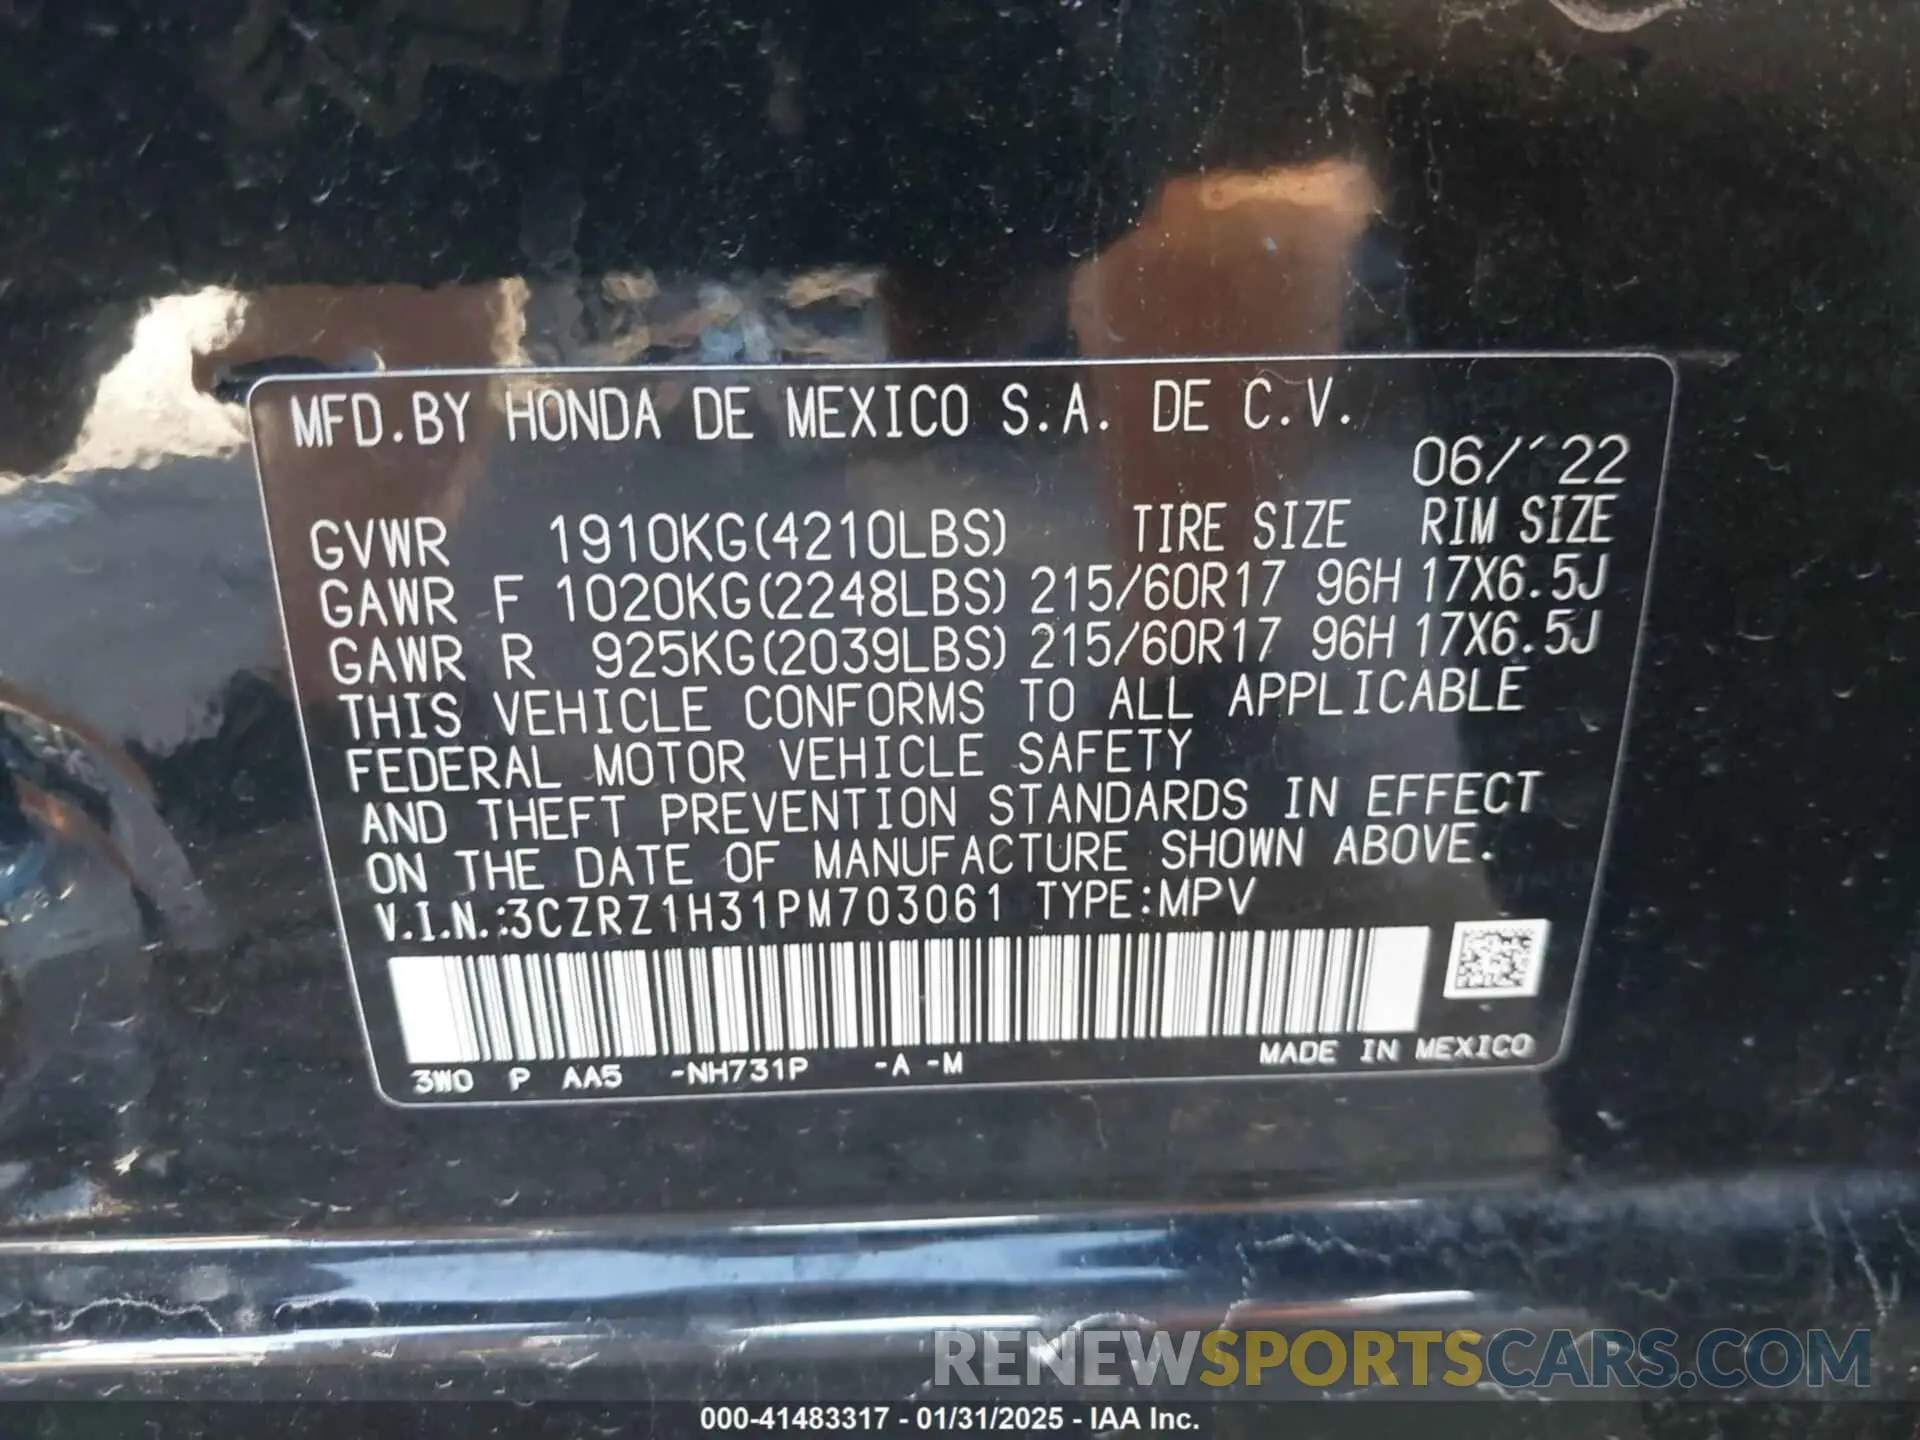 MFD.BY HONDA DE MEXICO S.A. DE C.V.
06/´22
GVWR 1910KG(4210LBS) TIRE SIZE RIM SIZE
GAWR F 1020KG(2248LBS) 215/60R17 96H 17X6.5J
GAWR R 925KG(2039LBS) 215/60R17 96H 17X6.5J
THIS VEHICLE CONFORMS TO ALL APPLICABLE
FEDERAL MOTOR VEHICLE SAFETY
AND THEFT PREVENTION STANDARDS IN EFFECT
ON THE DATE OF MANUFACTURE SHOWN ABOVE.
V.I.N.:3CZRZ1H31PM703061 TYPE:MPV
3W0 P AA5 -NH731P -A -M MADE IN MEXICO
RENEWSPORTSCARS.COM
000-41483317 - 01/31/2025 - IAA Inc.